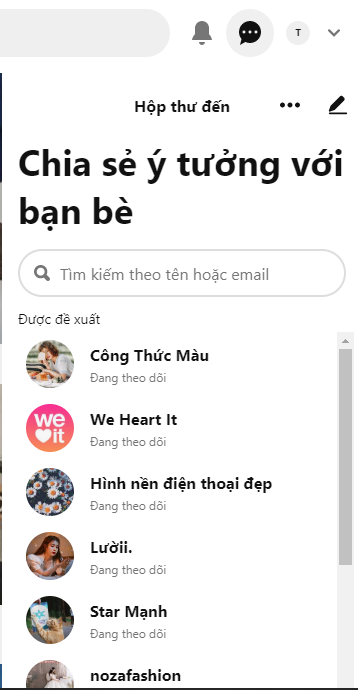 T
Hộp thư đến
Chia sẻ ý tưởng với
bạn bè
Tìm kiếm theo tên hoặc email
Được đề xuất
Công Thức Màu
Đang theo dõi
We Heart It
Đang theo dõi
we
it
Hình nền điện thoại đẹp
Đang theo dõi
Lườii.
Đang theo dõi
Star Mạnh
Đang theo dõi
nozafashion